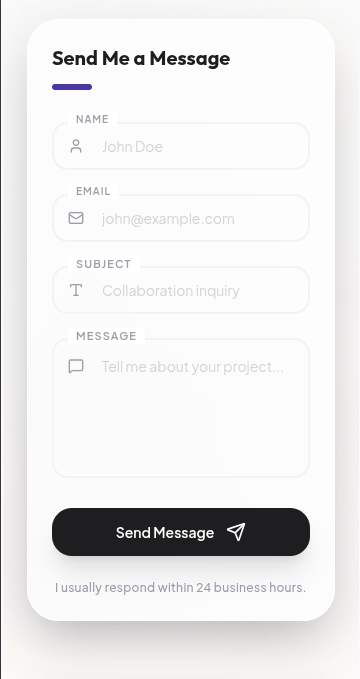 Send Me a Message
NAME
John Doe
EMAIL
john@example.com
SUBJECT
Collaboration inquiry
MESSAGE
Tell me about your project...
Send Message
I usually respond within 24 business hours.